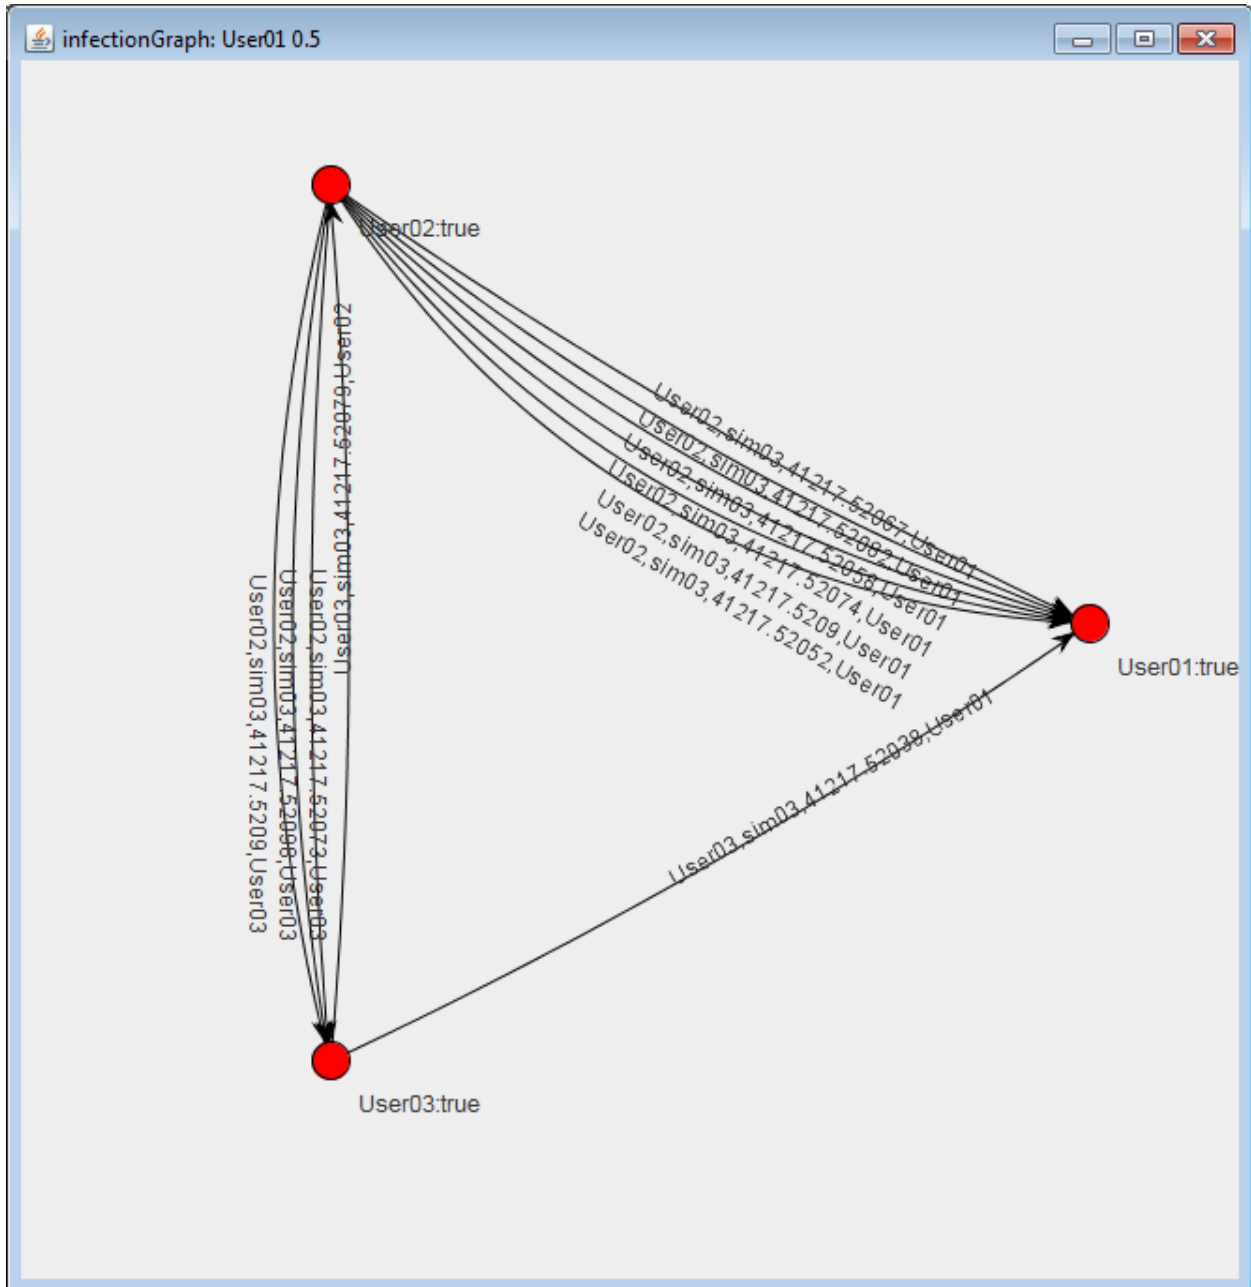 infectionGraph: User01 0.5
User02:true
User03,sim03,41217.52079,User02
User02,sim03,41217.52067,User01
User02,sim03,41217.52082,User01
User02,sim03,41217.52058,User01
User02,sim03,41217.52074,User01
User02,sim03,41217.5209,User01
User02,sim03,41217.52052,User01
User02,sim03,41217.5209,User03
User02,sim03,41217.52098,User03
User02,sim03,41217.52073,User03
User01:true
User03,sim03,41217.52038,User01
User03:true